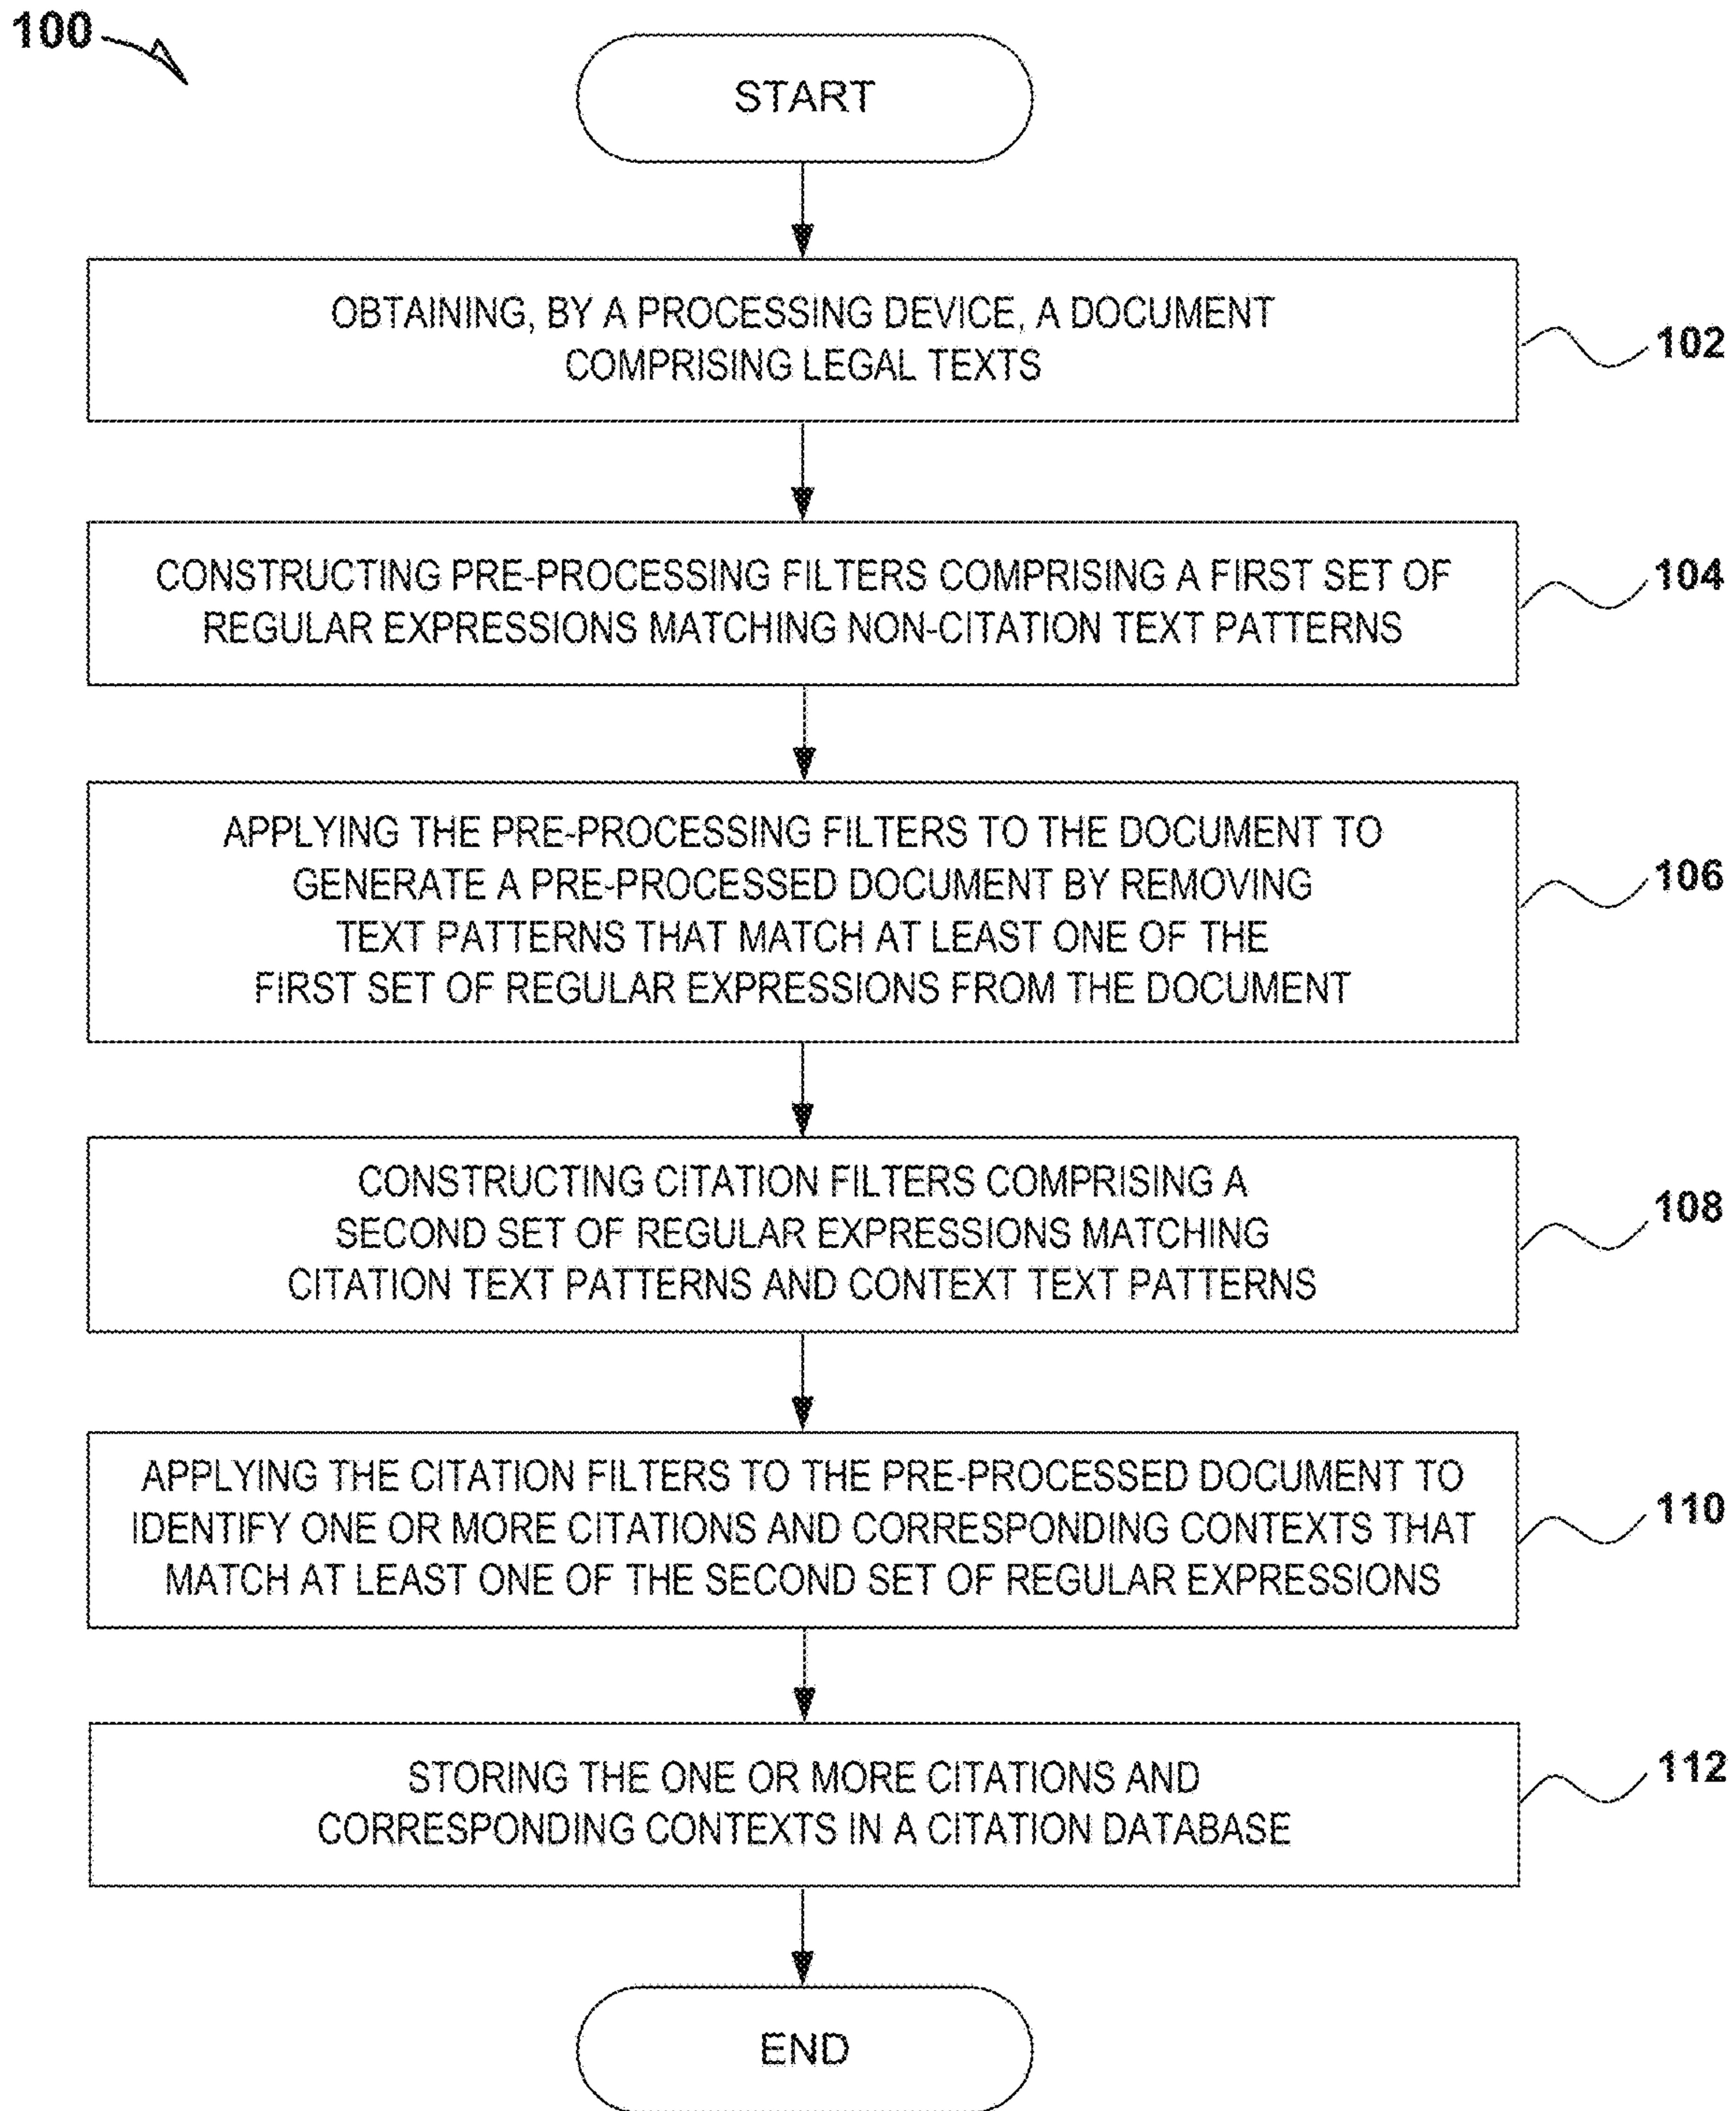 100
START
OBTAINING, BY A PROCESSING DEVICE, A DOCUMENT
COMPRISING LEGAL TEXTS
102
CONSTRUCTING PRE-PROCESSING FILTERS COMPRISING A FIRST SET OF
REGULAR EXPRESSIONS MATCHING NON-CITATION TEXT PATTERNS
104
APPLYING THE PRE-PROCESSING FILTERS TO THE DOCUMENT TO
GENERATE A PRE-PROCESSED DOCUMENT BY REMOVING
TEXT PATTERNS THAT MATCH AT LEAST ONE OF THE
FIRST SET OF REGULAR EXPRESSIONS FROM THE DOCUMENT
106
CONSTRUCTING CITATION FILTERS COMPRISING A
SECOND SET OF REGULAR EXPRESSIONS MATCHING
CITATION TEXT PATTERNS AND CONTEXT TEXT PATTERNS
108
APPLYING THE CITATION FILTERS TO THE PRE-PROCESSED DOCUMENT TO
IDENTIFY ONE OR MORE CITATIONS AND CORRESPONDING CONTEXTS THAT
MATCH AT LEAST ONE OF THE SECOND SET OF REGULAR EXPRESSIONS
110
STORING THE ONE OR MORE CITATIONS AND
CORRESPONDING CONTEXTS IN A CITATION DATABASE
112
END